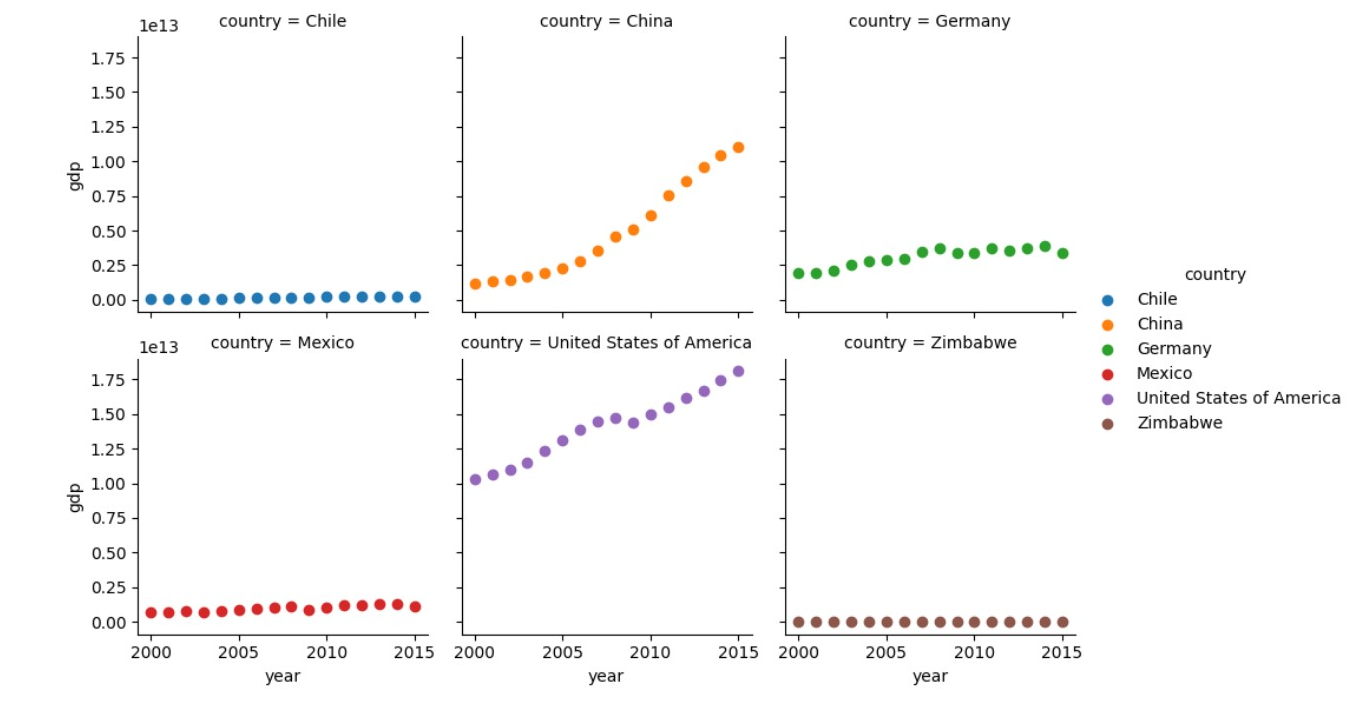 1e13
country = Chile
country = China
country = Germany
gdp
1.75
1.50
1.25
1.00
0.75
0.50
0.25
0.00
1e13
country = Mexico
country = United States of America
country = Zimbabwe
gdp
1.75
1.50
1.25
1.00
0.75
0.50
0.25
0.00
2000 2005 2010 2015
year
2000 2005 2010 2015
year
2000 2005 2010 2015
year
country
Chile
China
Germany
Mexico
United States of America
Zimbabwe